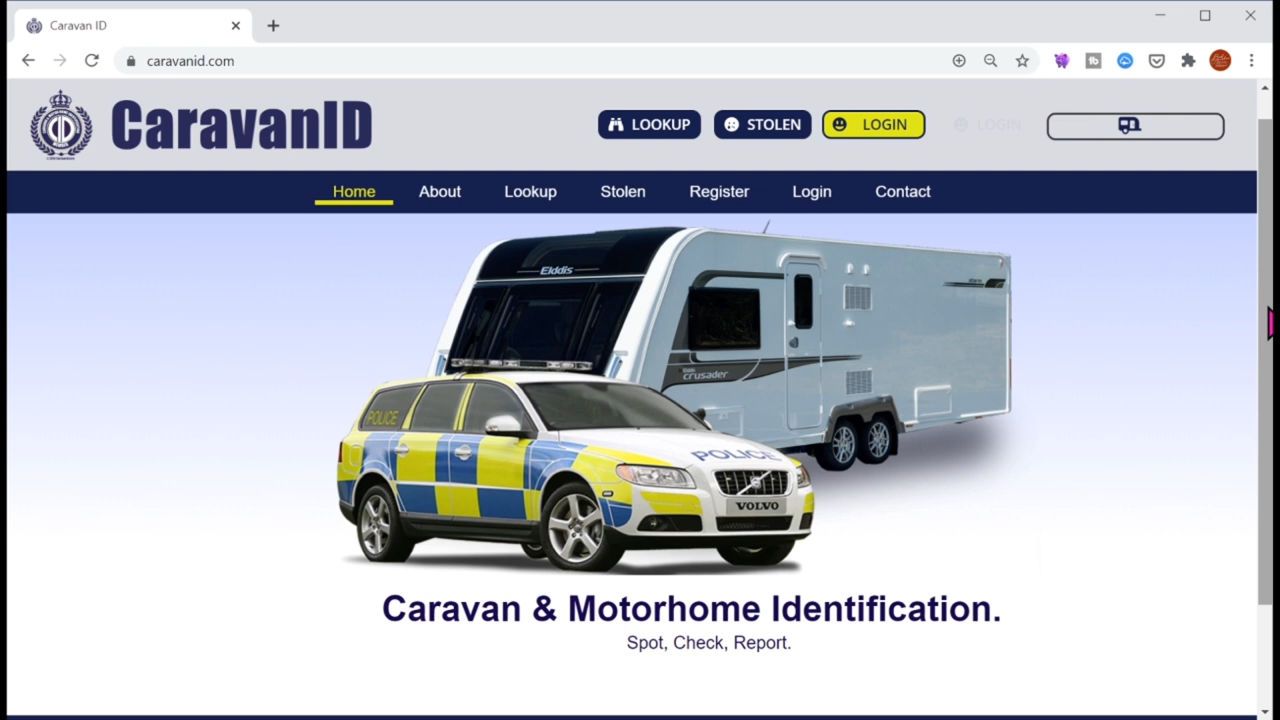 Caravan ID
caravanid.com
CaravanID
LOOKUP
STOLEN
LOGIN
LOGIN
Home
About
Lookup
Stolen
Register
Login
Contact
Elddis
Elddis
crusader
POLICE
POLICE
VOLVO
Caravan & Motorhome Identification.
Spot, Check, Report.